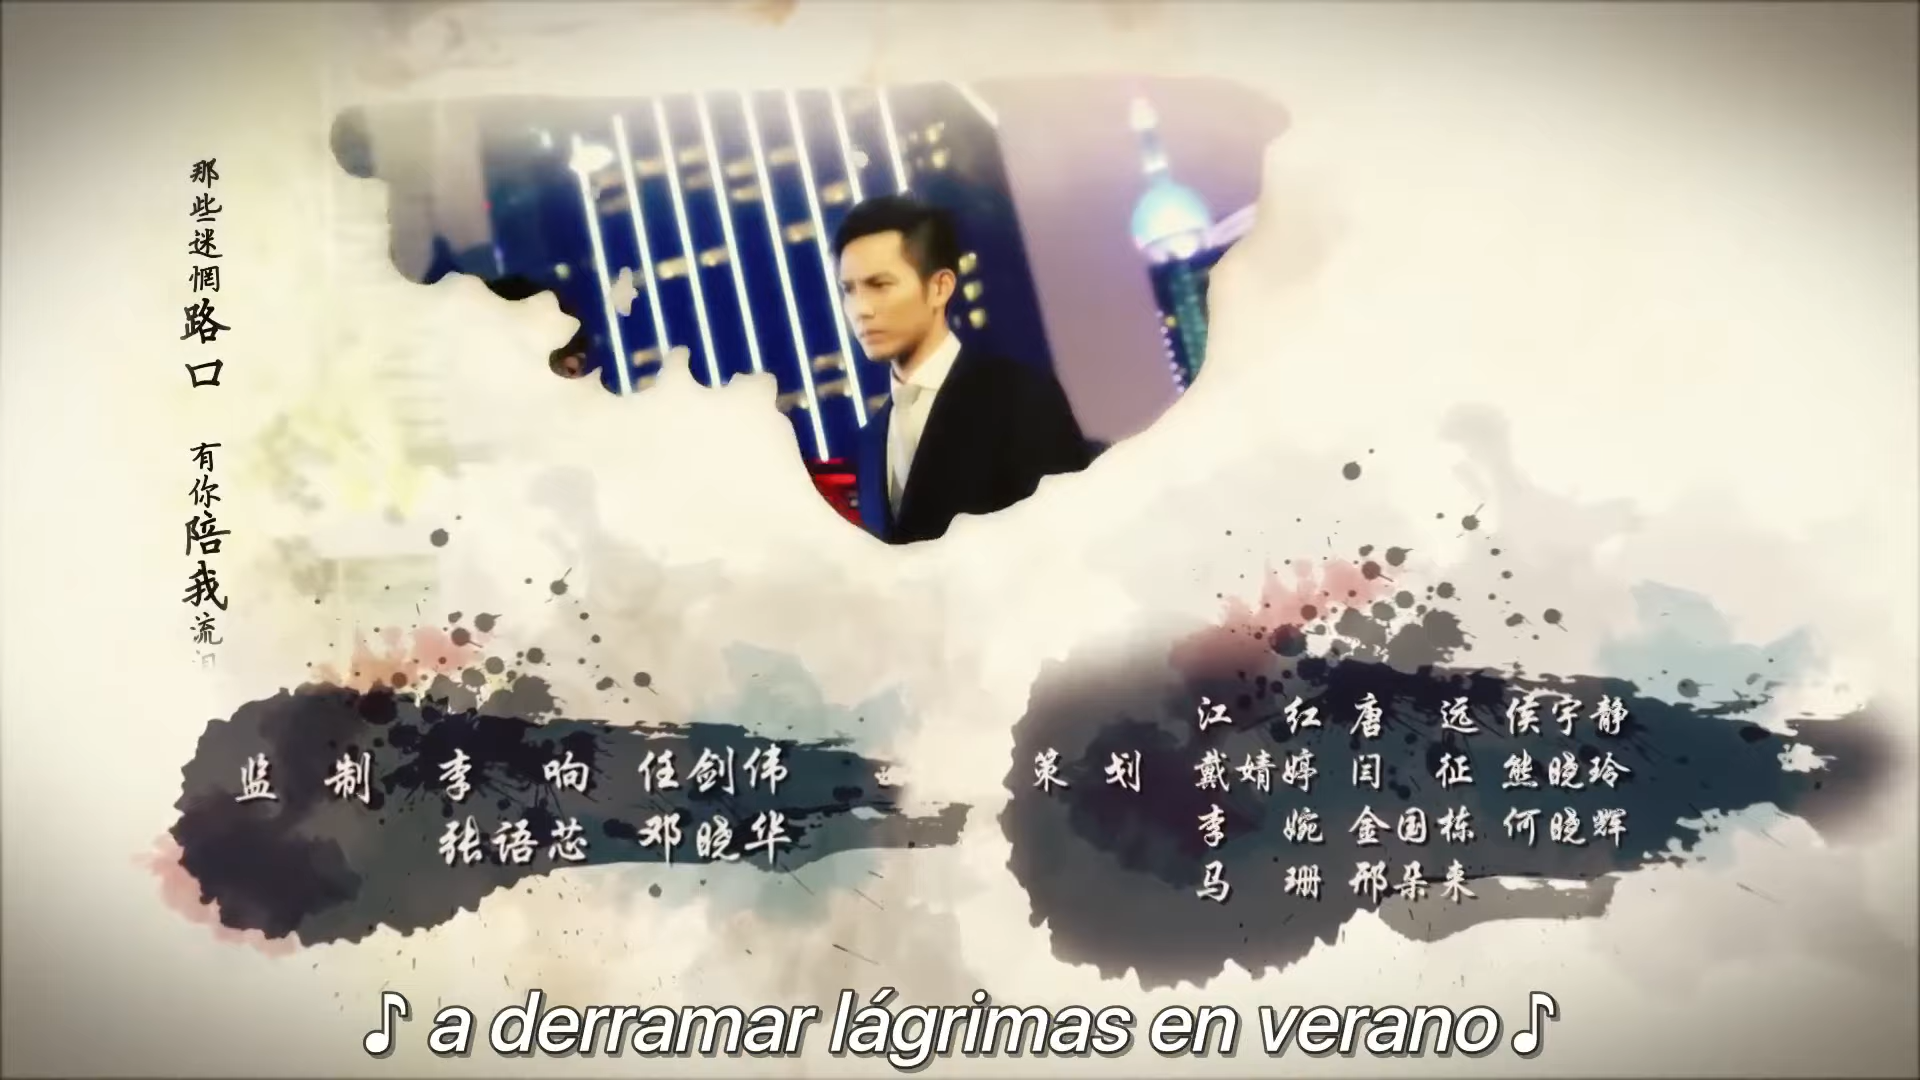 那些迷惘路口 有你陪我流
监 制 李 响 任剑伟
张语芯 邓晓华
策 划 江 红 唐 远 侯宇静
戴婧婷 闫 征 熊晓玲
李 婉 金国栋 何晓辉
马 珊 邢朵来
♪ a derramar lágrimas en verano ♪